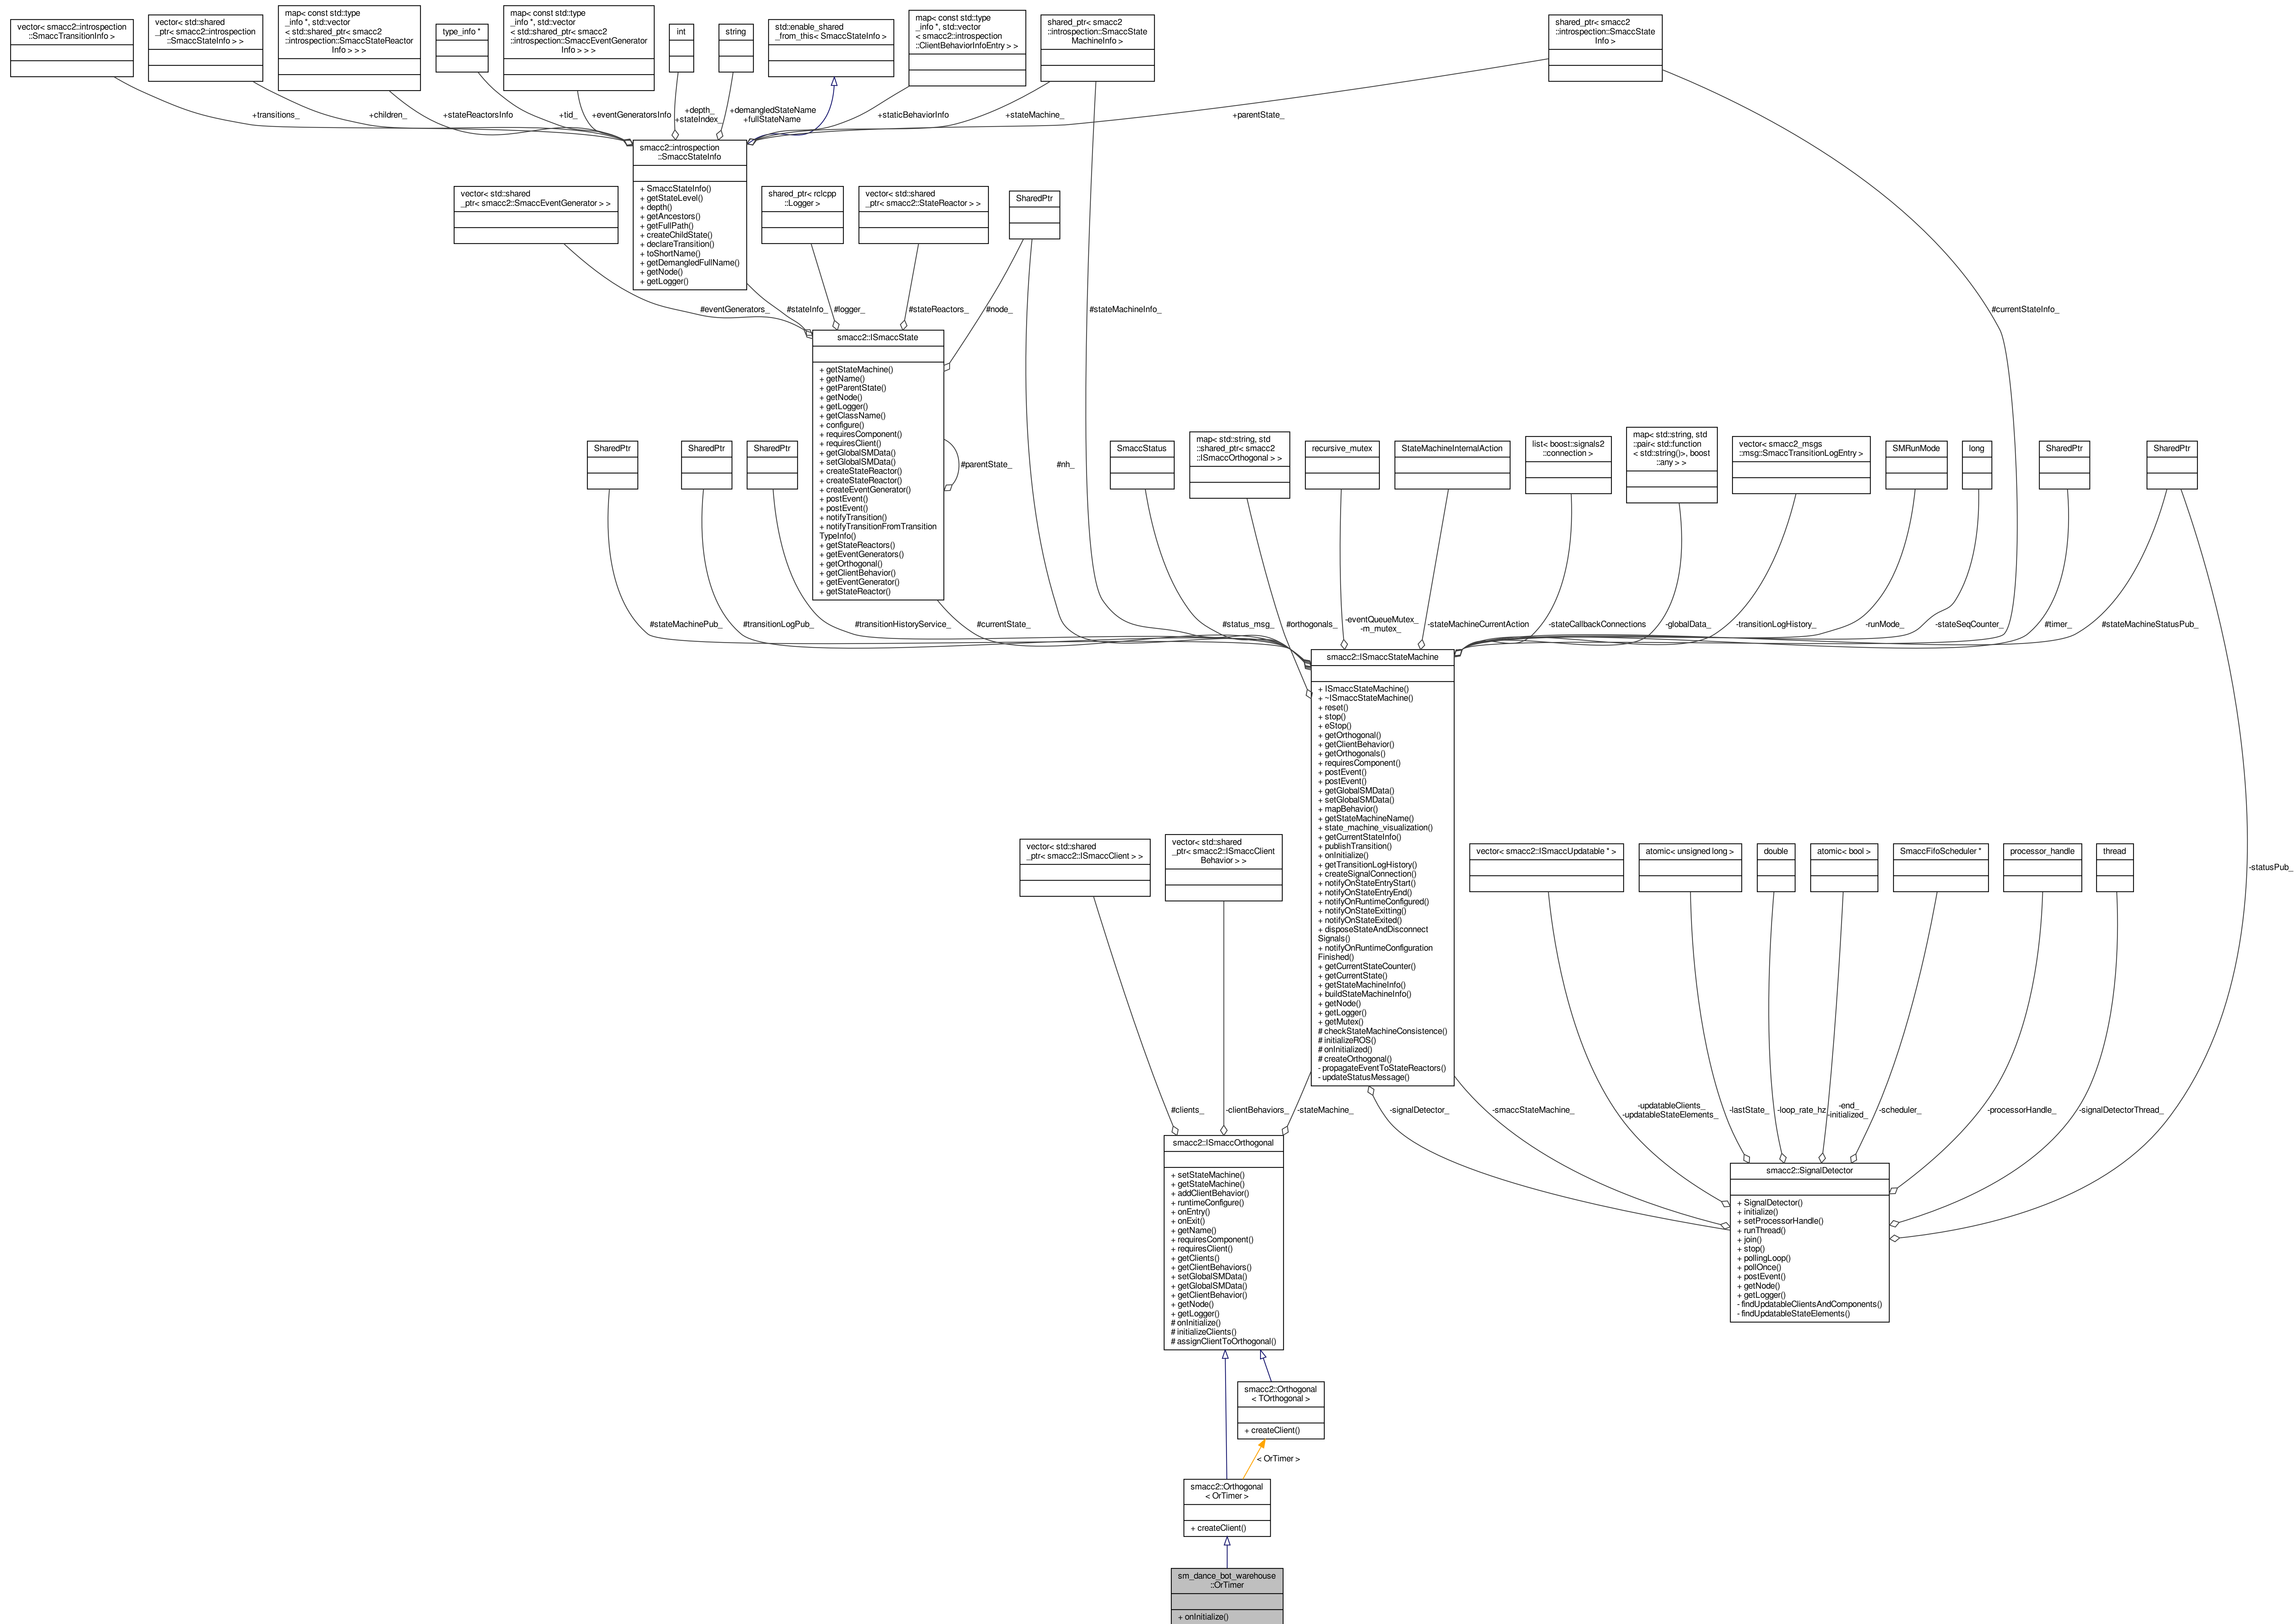 vector< smacc2::introspection
::SmaccTransitionInfo >
vector< std::shared
_ptr< smacc2::introspection
::SmaccStateInfo > >
map< const std::type
_info *, std::vector
< std::shared_ptr< smacc2
::introspection::SmaccStateReactor
Info > > >
type_info *
map< const std::type
_info *, std::vector
< std::shared_ptr< smacc2
::introspection::SmaccEventGenerator
Info > > >
int
string
std::enable_shared
_from_this< SmaccStateInfo >
map< const std::type
_info *, std::vector
< smacc2::introspection
::ClientBehaviorInfoEntry > >
shared_ptr< smacc2
::introspection::SmaccState
MachineInfo >
shared_ptr< smacc2
::introspection::SmaccState
Info >
+transitions_
+children_
+stateReactorsInfo
+tid_
+eventGeneratorsInfo
+depth_
+stateIndex_
+demangledStateName
+fullStateName
+staticBehaviorInfo
+stateMachine_
+parentState_
smacc2::introspection
::SmaccStateInfo
+ SmaccStateInfo()
+ getStateLevel()
+ depth()
+ getAncestors()
+ getFullPath()
+ createChildState()
+ declareTransition()
+ toShortName()
+ getDemangledFullName()
+ getNode()
+ getLogger()
vector< std::shared
_ptr< smacc2::SmaccEventGenerator > >
shared_ptr< rclcpp
::Logger >
vector< std::shared
_ptr< smacc2::StateReactor > >
SharedPtr
#eventGenerators_
#stateInfo_
#logger_
#stateReactors_
#node_
#stateMachineInfo_
#currentStateInfo_
smacc2::ISmaccState
+ getStateMachine()
+ getName()
+ getParentState()
+ getNode()
+ getLogger()
+ getClassName()
+ configure()
+ requiresComponent()
+ requiresClient()
+ getGlobalSMData()
+ setGlobalSMData()
+ createStateReactor()
+ createStateReactor()
+ createEventGenerator()
+ postEvent()
+ postEvent()
+ notifyTransition()
+ notifyTransitionFromTransition
TypeInfo()
+ getStateReactors()
+ getEventGenerators()
+ getOrthogonal()
+ getClientBehavior()
+ getEventGenerator()
+ getStateReactor()
#parentState_
#nh_
SharedPtr
SharedPtr
SharedPtr
SmaccStatus
map< std::string, std
::shared_ptr< smacc2
::ISmaccOrthogonal > >
recursive_mutex
StateMachineInternalAction
list< boost::signals2
::connection >
map< std::string, std
::pair< std::function
< std::string()>, boost
::any > >
vector< smacc2_msgs
::msg::SmaccTransitionLogEntry >
SMRunMode
long
SharedPtr
SharedPtr
#stateMachinePub_
#transitionLogPub_
#transitionHistoryService_
#currentState_
#status_msg_
#orthogonals_
-eventQueueMutex_
-m_mutex_
-stateMachineCurrentAction
-stateCallbackConnections
-globalData_
-transitionLogHistory_
-runMode_
-stateSeqCounter_
#timer_
#stateMachineStatusPub_
smacc2::ISmaccStateMachine
+ ISmaccStateMachine()
+ ~ISmaccStateMachine()
+ reset()
+ stop()
+ eStop()
+ getOrthogonal()
+ getClientBehavior()
+ getOrthogonals()
+ requiresComponent()
+ postEvent()
+ postEvent()
+ getGlobalSMData()
+ setGlobalSMData()
+ mapBehavior()
+ getStateMachineName()
+ state_machine_visualization()
+ getCurrentStateInfo()
+ publishTransition()
+ onInitialize()
+ getTransitionLogHistory()
+ createSignalConnection()
+ notifyOnStateEntryStart()
+ notifyOnStateEntryEnd()
+ notifyOnRuntimeConfigured()
+ notifyOnStateExitting()
+ notifyOnStateExited()
+ disposeStateAndDisconnect
Signals()
+ notifyOnRuntimeConfiguration
Finished()
+ getCurrentStateCounter()
+ getCurrentState()
+ getStateMachineInfo()
+ buildStateMachineInfo()
+ getNode()
+ getLogger()
+ getMutex()
# checkStateMachineConsistence()
# initializeROS()
# onInitialized()
# createOrthogonal()
- propagateEventToStateReactors()
- updateStatusMessage()
vector< std::shared
_ptr< smacc2::ISmaccClient > >
vector< std::shared
_ptr< smacc2::ISmaccClient
Behavior > >
vector< smacc2::ISmaccUpdatable * >
atomic< unsigned long >
double
atomic< bool >
SmaccFifoScheduler *
processor_handle
thread
-statusPub_
#clients_
-clientBehaviors_
-stateMachine_
-signalDetector_
-smaccStateMachine_
-updatableClients_
-updatableStateElements_
-lastState_
-loop_rate_hz
-end_
-initialized_
-scheduler_
-processorHandle_
-signalDetectorThread_
smacc2::ISmaccOrthogonal
+ setStateMachine()
+ getStateMachine()
+ addClientBehavior()
+ runtimeConfigure()
+ onEntry()
+ onExit()
+ getName()
+ requiresComponent()
+ requiresClient()
+ getClients()
+ getClientBehaviors()
+ setGlobalSMData()
+ getGlobalSMData()
+ getClientBehavior()
+ getNode()
+ getLogger()
# onInitialize()
# initializeClients()
# assignClientToOrthogonal()
smacc2::SignalDetector
+ SignalDetector()
+ initialize()
+ setProcessorHandle()
+ runThread()
+ join()
+ stop()
+ pollingLoop()
+ pollOnce()
+ postEvent()
+ getNode()
+ getLogger()
- findUpdatableClientsAndComponents()
- findUpdatableStateElements()
smacc2::Orthogonal
< TOrthogonal >
+ createClient()
< OrTimer >
smacc2::Orthogonal
< OrTimer >
+ createClient()
sm_dance_bot_warehouse
::OrTimer
+ onInitialize()